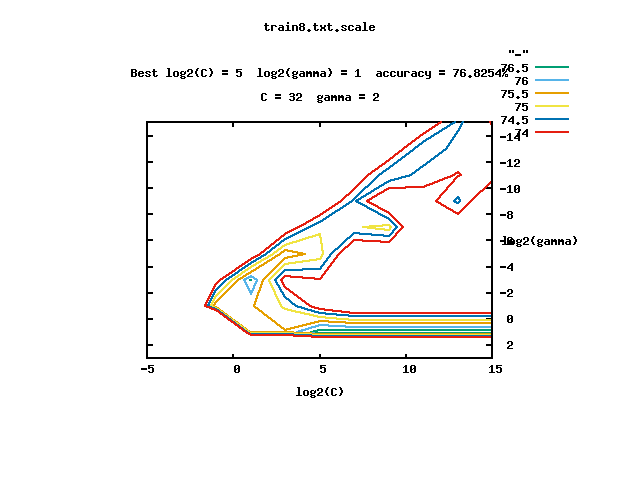 train8.txt.scale
"-"
Best log2(C) = 5  log2(gamma) = 1  accuracy = 76.8254%
76.5
76
C = 32  gamma = 2
75.5
75
74.5
74
-14
-12
-10
-8
-6
log2(gamma)
-4
-2
0
2
-5 0 5 10 15
log2(C)